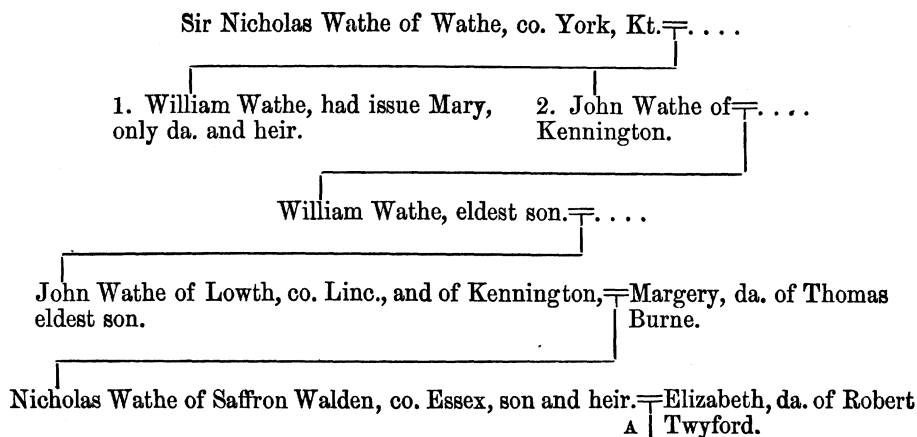 Sir Nicholas Wathe of Wathe, co. York, Kt.=. . . .
1. William Wathe, had issue Mary, only da. and heir.
2. John Wathe of=. . . . Kennington.
William Wathe, eldest son.=. . . .
John Wathe of Lowth, co. Linc., and of Kennington,=Margery, da. of Thomas
eldest son. Burne.
Nicholas Wathe of Saffron Walden, co. Essex, son and heir.=Elizabeth, da. of Robert
A Twyford.